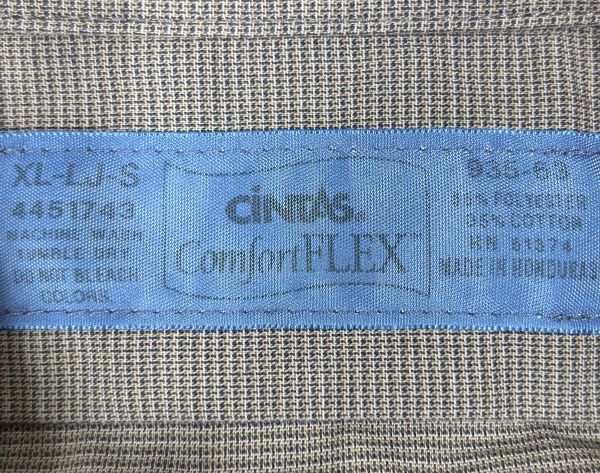 XL-LJ-S
4451743
MACHINE WASH
TUMBLE DRY
DO NOT BLEACH
COLORS.
CiNTAS®
ComfortFLEX™
935-63
65% POLYESTER
35% COTTON
RN 61574
MADE IN HONDURAS